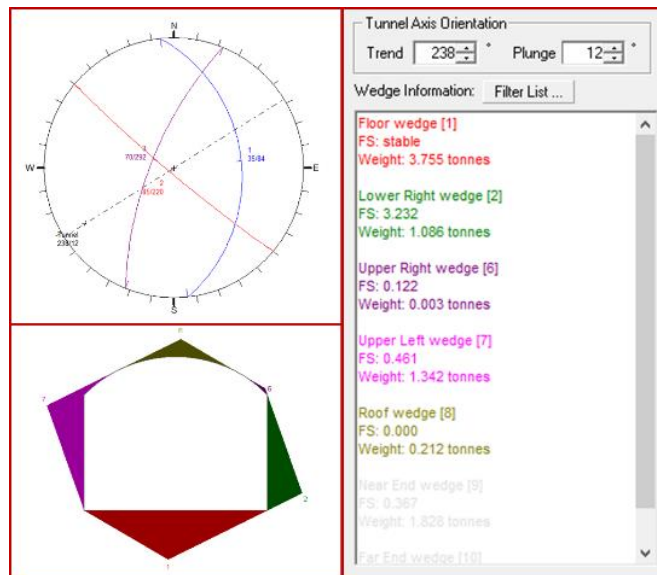 N
W
E
S
1
35/84
3
70/292
2
85/220
Tunnel
238/12
8
7
6
2
1
Tunnel Axis Orientation
Trend 238 ° Plunge 12 °
Wedge Information: Filter List ...
Floor wedge [1]
FS: stable
Weight: 3.755 tonnes
Lower Right wedge [2]
FS: 3.232
Weight: 1.086 tonnes
Upper Right wedge [6]
FS: 0.122
Weight: 0.003 tonnes
Upper Left wedge [7]
FS: 0.461
Weight: 1.342 tonnes
Roof wedge [8]
FS: 0.000
Weight: 0.212 tonnes
Near End wedge [9]
FS: 0.367
Weight: 1.828 tonnes
Far End wedge [10]